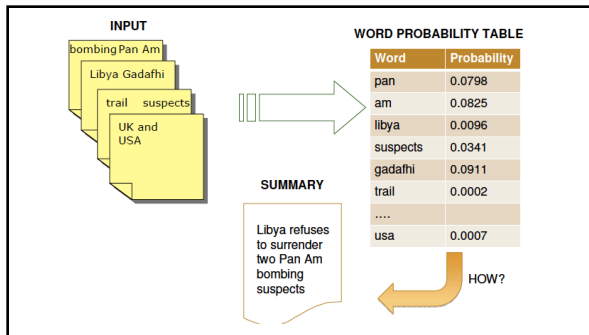 INPUT
bombing Pan Am
Libya Gadafhi
trail suspects
UK and
USA
WORD PROBABILITY TABLE
Word Probability
pan 0.0798
am 0.0825
libya 0.0096
suspects 0.0341
gadafhi 0.0911
trail 0.0002
....
usa 0.0007
SUMMARY
Libya refuses
to surrender
two Pan Am
bombing
suspects
HOW?